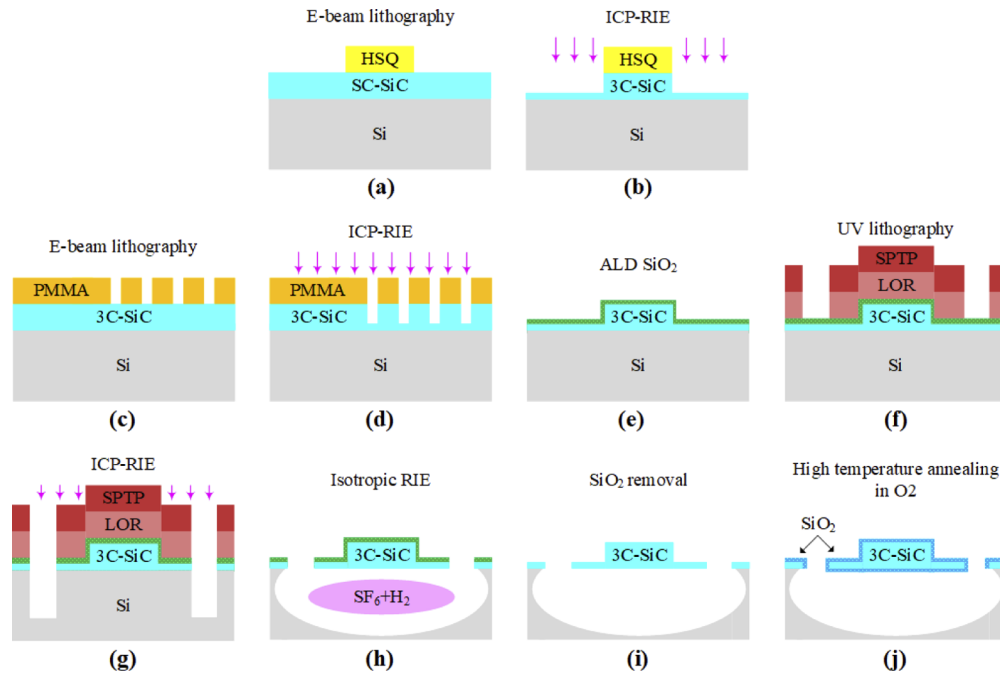 E-beam lithography
HSQ
SC-SiC
Si
(a)
ICP-RIE
HSQ
3C-SiC
Si
(b)
E-beam lithography
PMMA
3C-SiC
Si
(c)
ICP-RIE
PMMA
3C-SiC
Si
(d)
ALD SiO₂
3C-SiC
Si
(e)
UV lithography
SPTP
LOR
3C-SiC
Si
(f)
ICP-RIE
SPTP
LOR
3C-SiC
Si
(g)
Isotropic RIE
3C-SiC
SF₆+H₂
(h)
SiO₂ removal
3C-SiC
(i)
High temperature annealing
in O2
SiO₂
3C-SiC
(j)